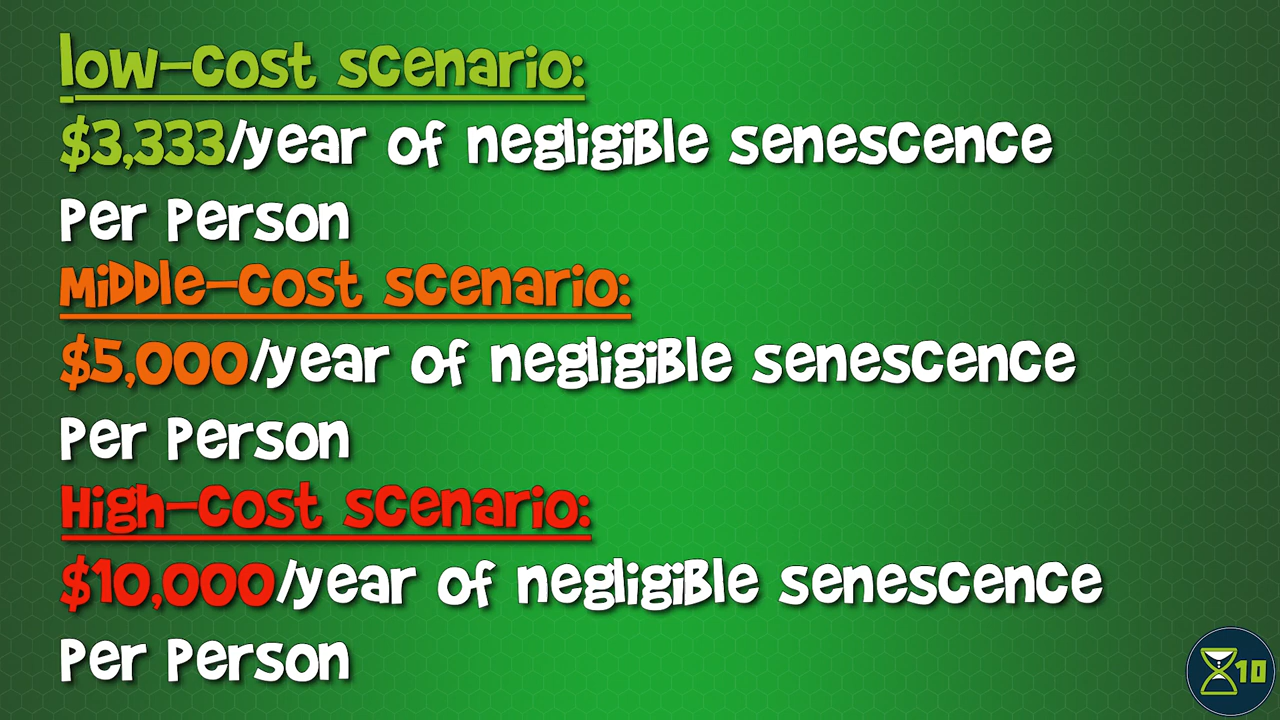 low-cost scenario:
$3,333/year of negligible senescence
per person
Middle-cost scenario:
$5,000/year of negligible senescence
per person
High-cost scenario:
$10,000/year of negligible senescence
per person
10